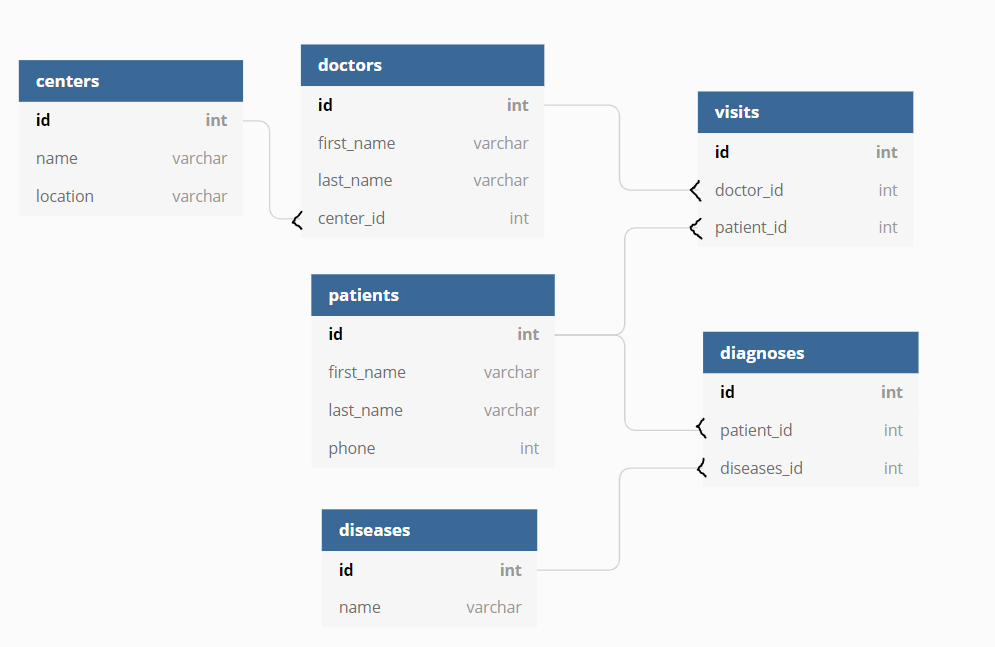 centers
id int
name varchar
location varchar
doctors
id int
first_name varchar
last_name varchar
center_id int
visits
id int
doctor_id int
patient_id int
patients
id int
first_name varchar
last_name varchar
phone int
diagnoses
id int
patient_id int
diseases_id int
diseases
id int
name varchar